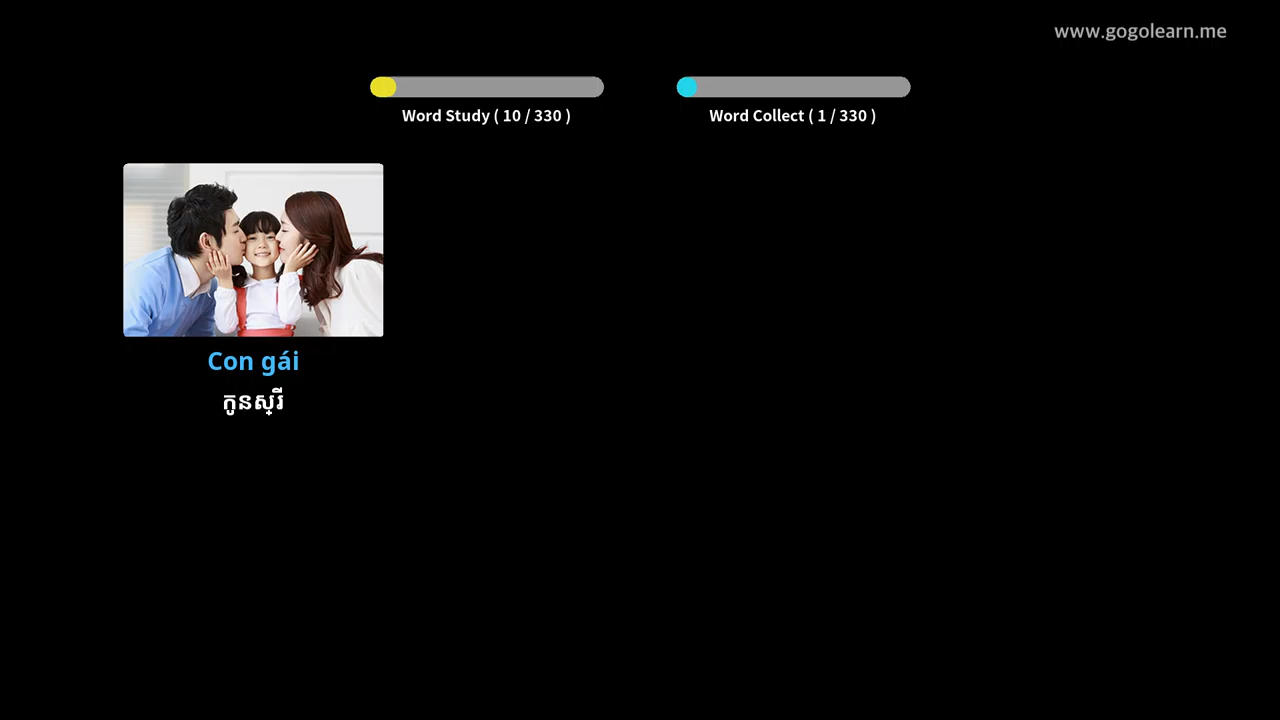 www.gogolearn.me
Word Study ( 10 / 330 )
Word Collect ( 1 / 330 )
Con gái
កូនស្រី